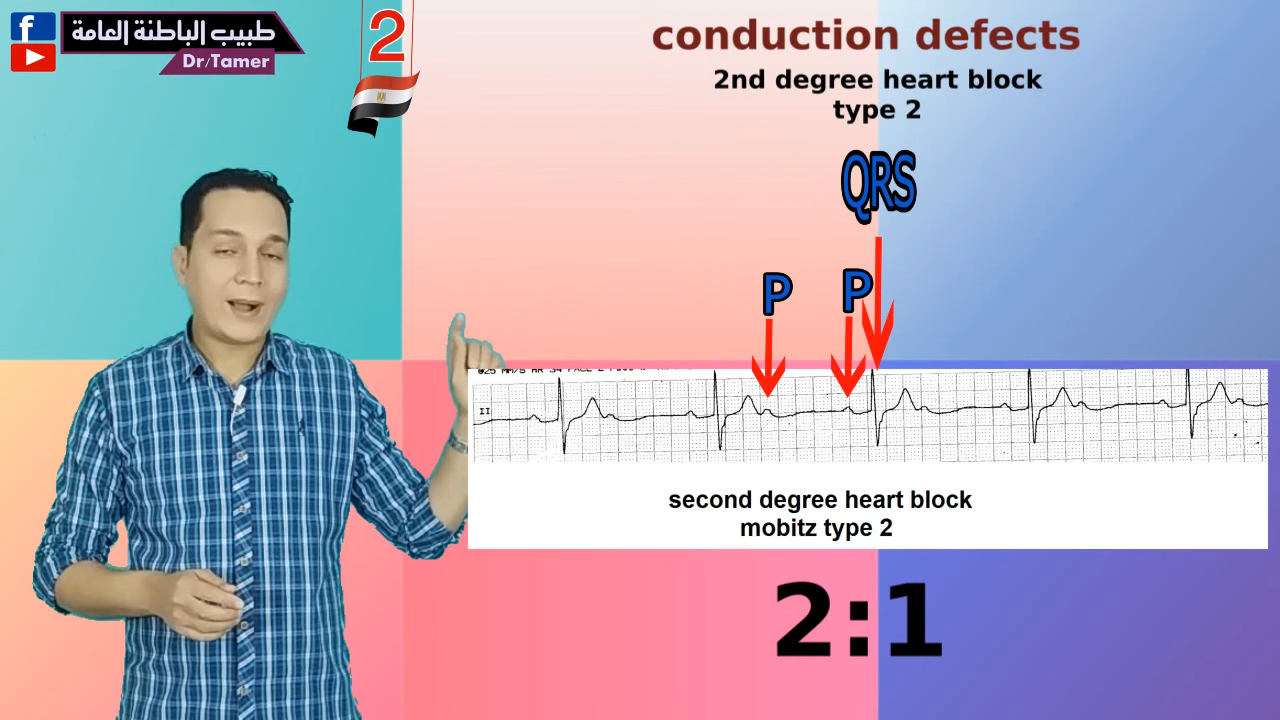 f
طبيب الباطنة العامة
Dr/Tamer
2
conduction defects
2nd degree heart block
type 2
QRS
P P
II
second degree heart block
mobitz type 2
2:1